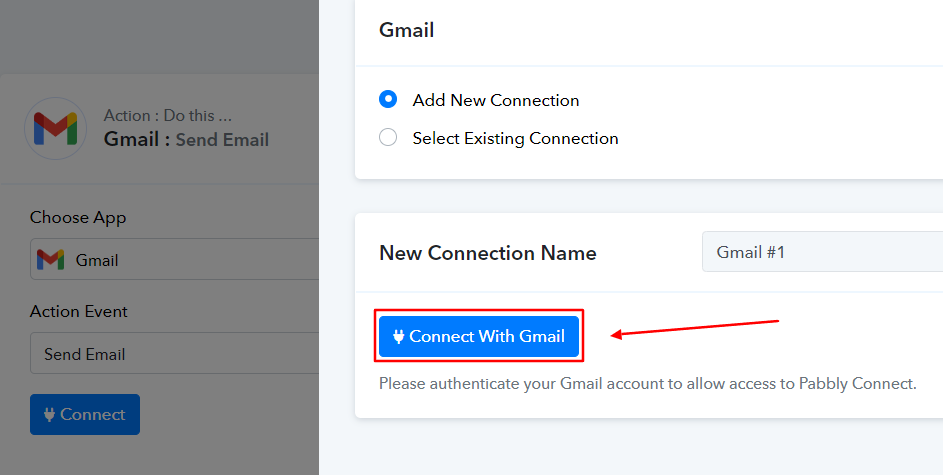 Action : Do this ...
Gmail : Send Email
Choose App
Gmail
Action Event
Send Email
Connect
Gmail
Add New Connection
Select Existing Connection
New Connection Name
Gmail #1
Connect With Gmail
Please authenticate your Gmail account to allow access to Pabbly Connect.